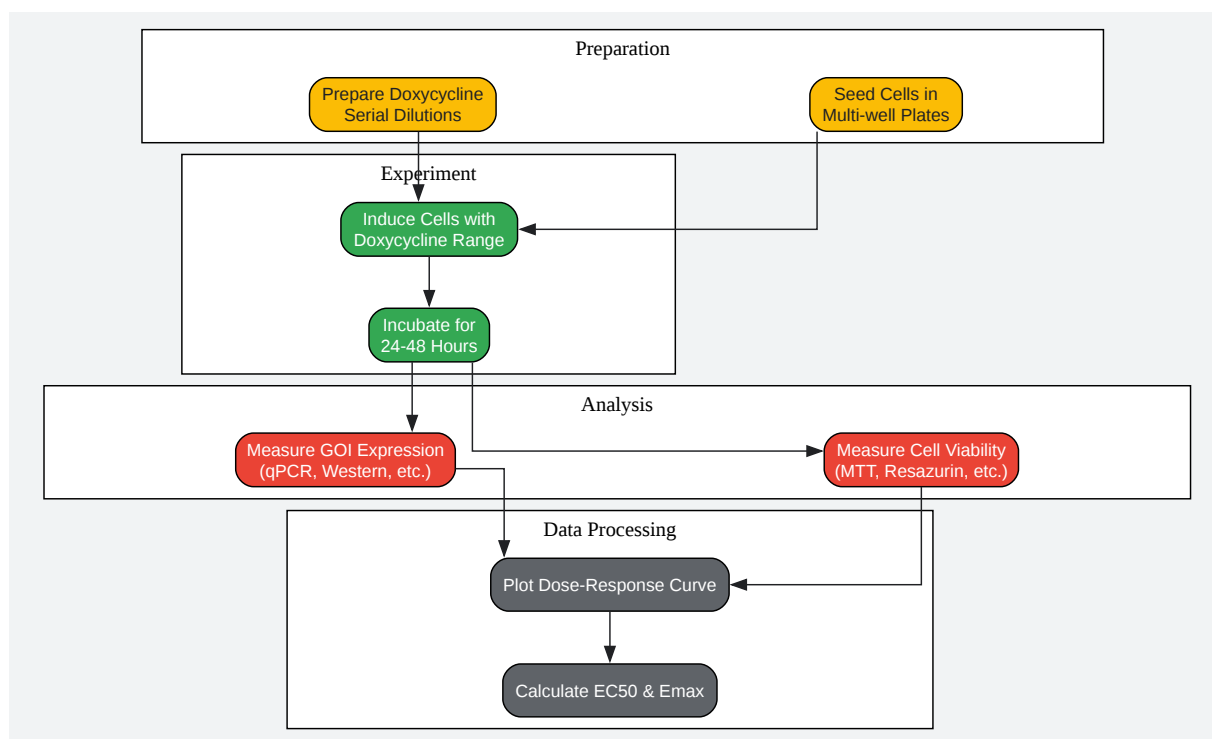 Preparation
Prepare Doxycycline
Serial Dilutions
Seed Cells in
Multi-well Plates
Experiment
Induce Cells with
Doxycycline Range
Incubate for
24-48 Hours
Analysis
Measure GOI Expression
(qPCR, Western, etc.)
Measure Cell Viability
(MTT, Resazurin, etc.)
Data Processing
Plot Dose-Response Curve
Calculate EC50 & Emax